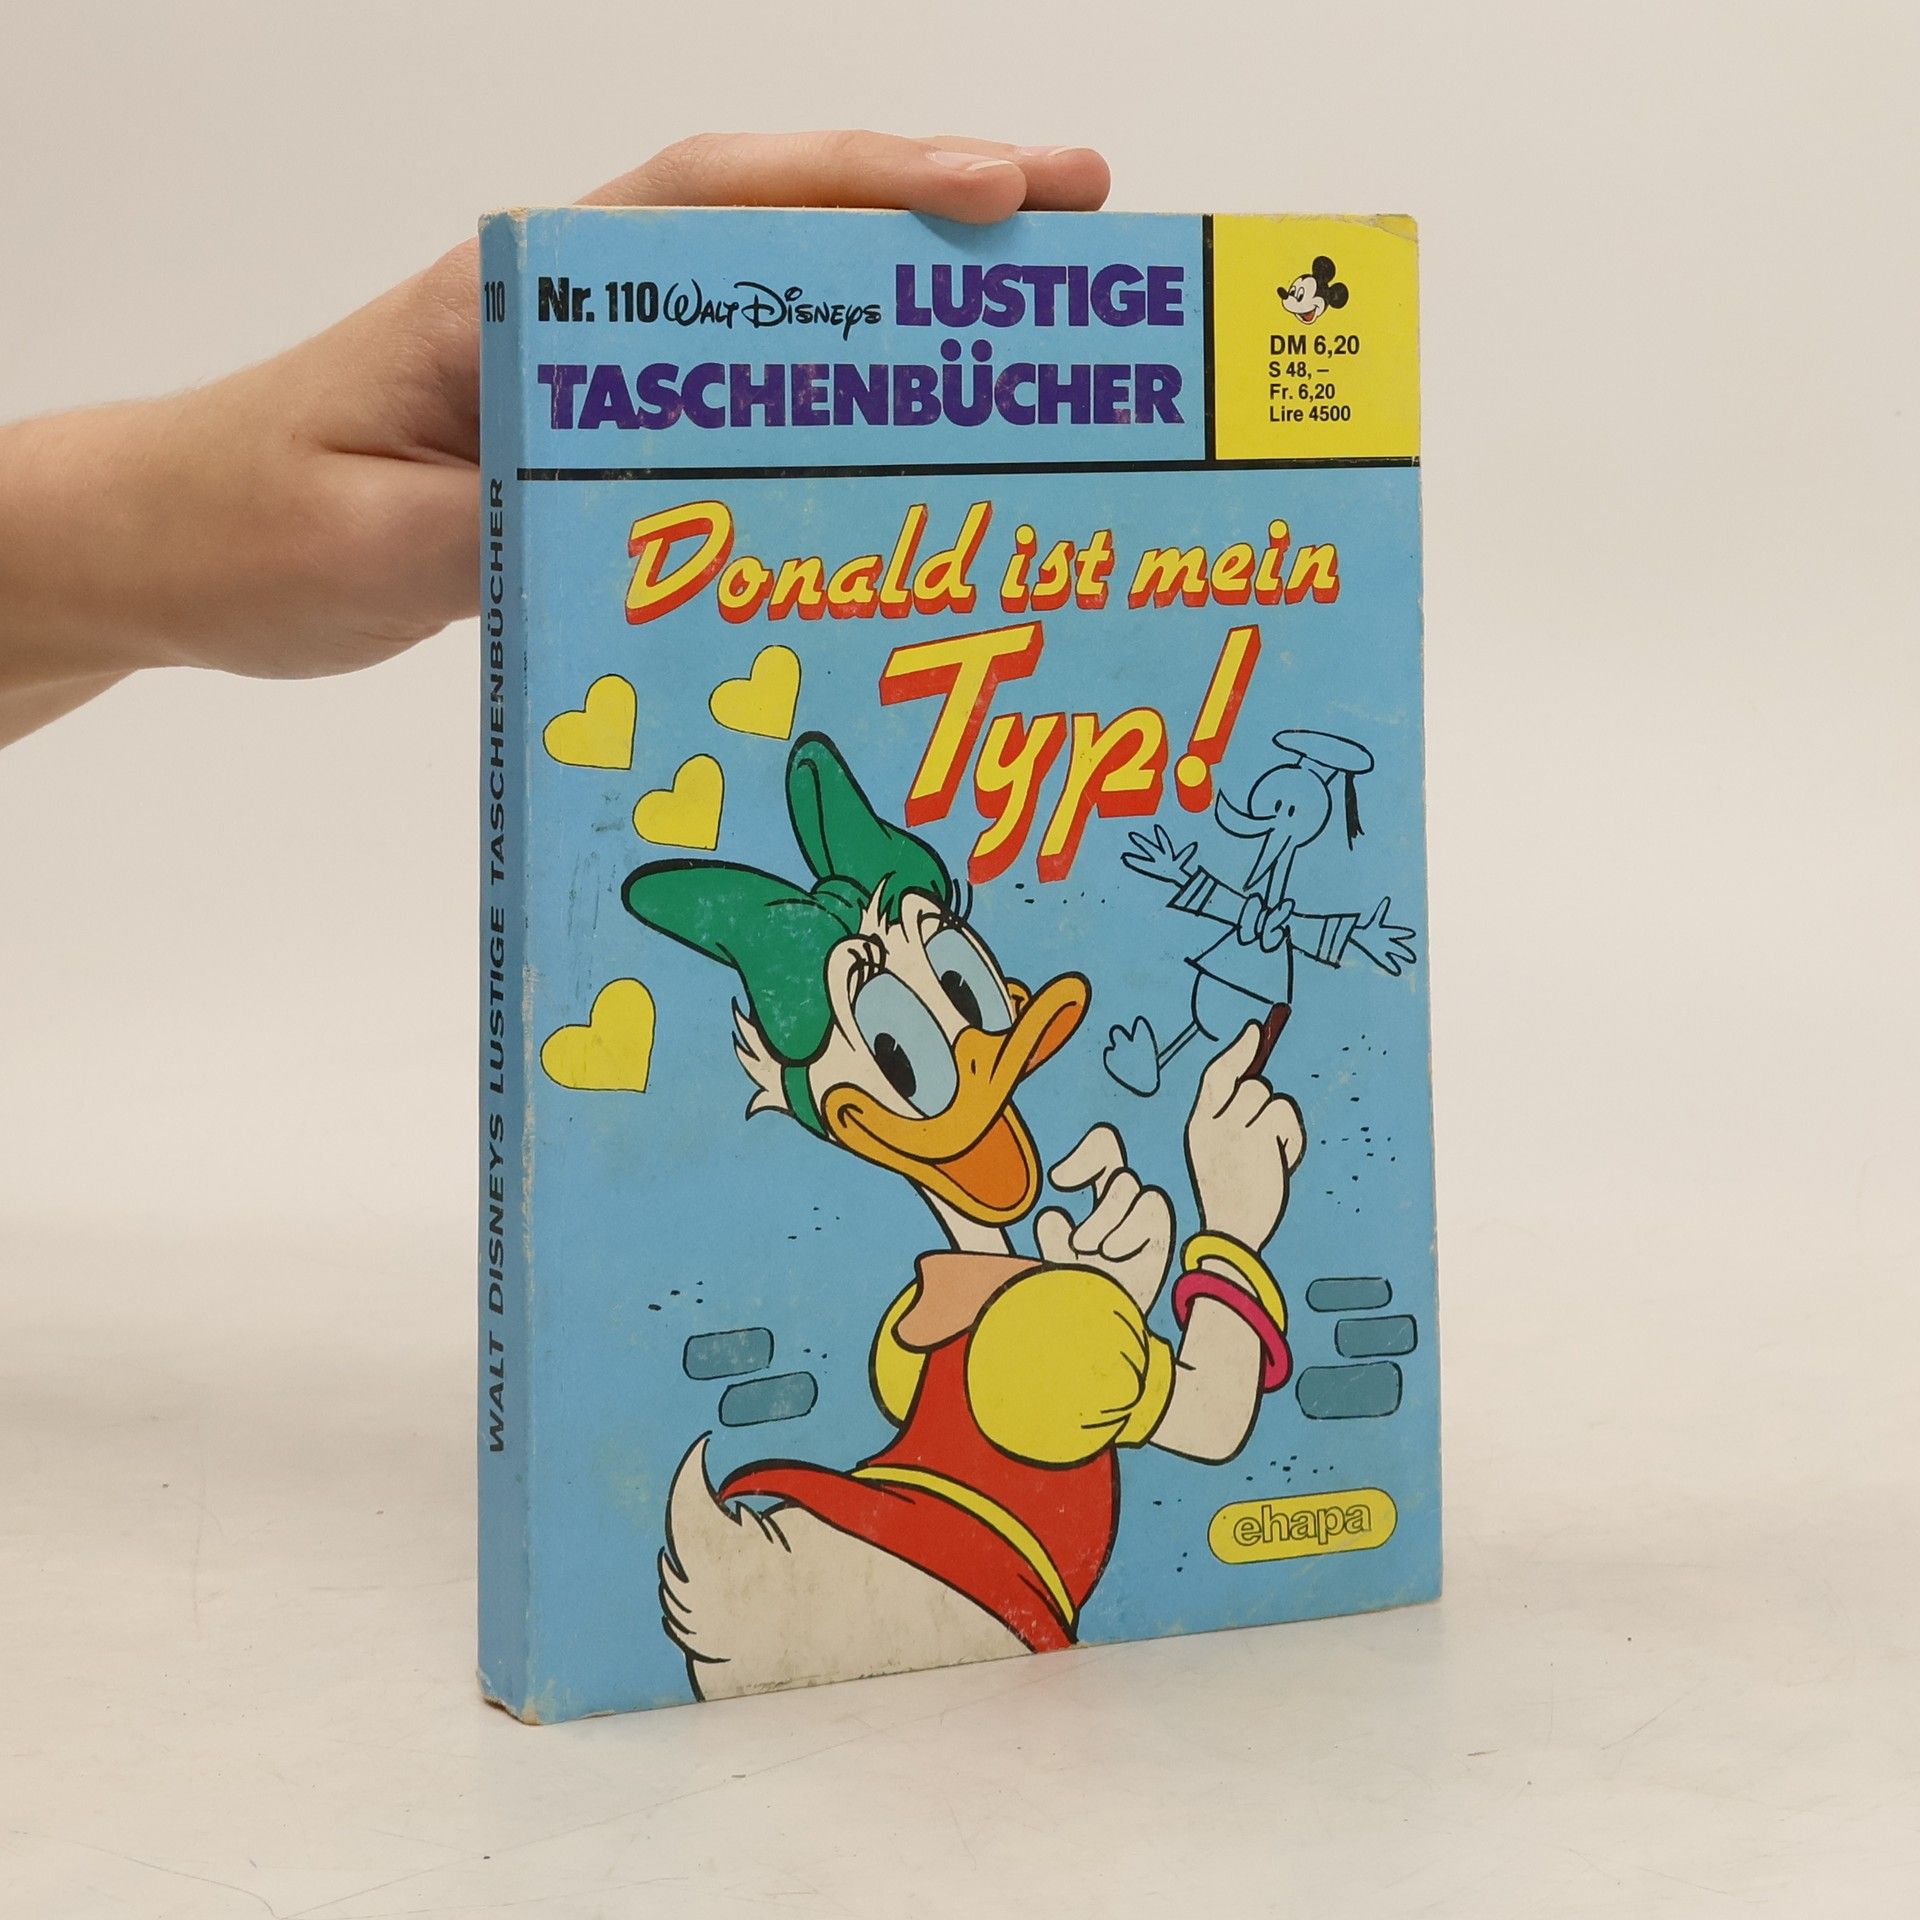 Nr. 110 WALT DISNEYS LUSTIGE
TASCHENBÜCHER
DM 6,20
S 48,–
Fr. 6,20
Lire 4500
Donald ist mein
Typ!
ehapa
110
WALT DISNEYS LUSTIGE TASCHENBÜCHER